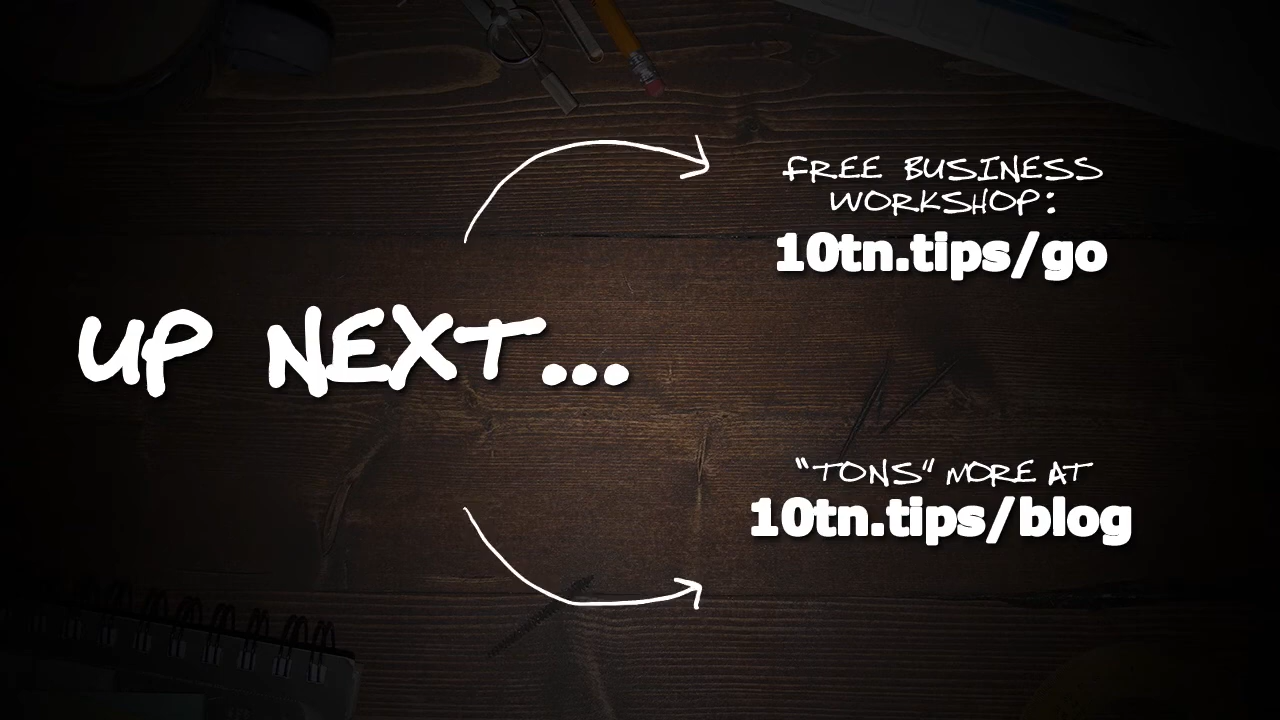 UP NEXT...
FREE BUSINESS
WORKSHOP:
10tn.tips/go
"TONS" MORE AT
10tn.tips/blog